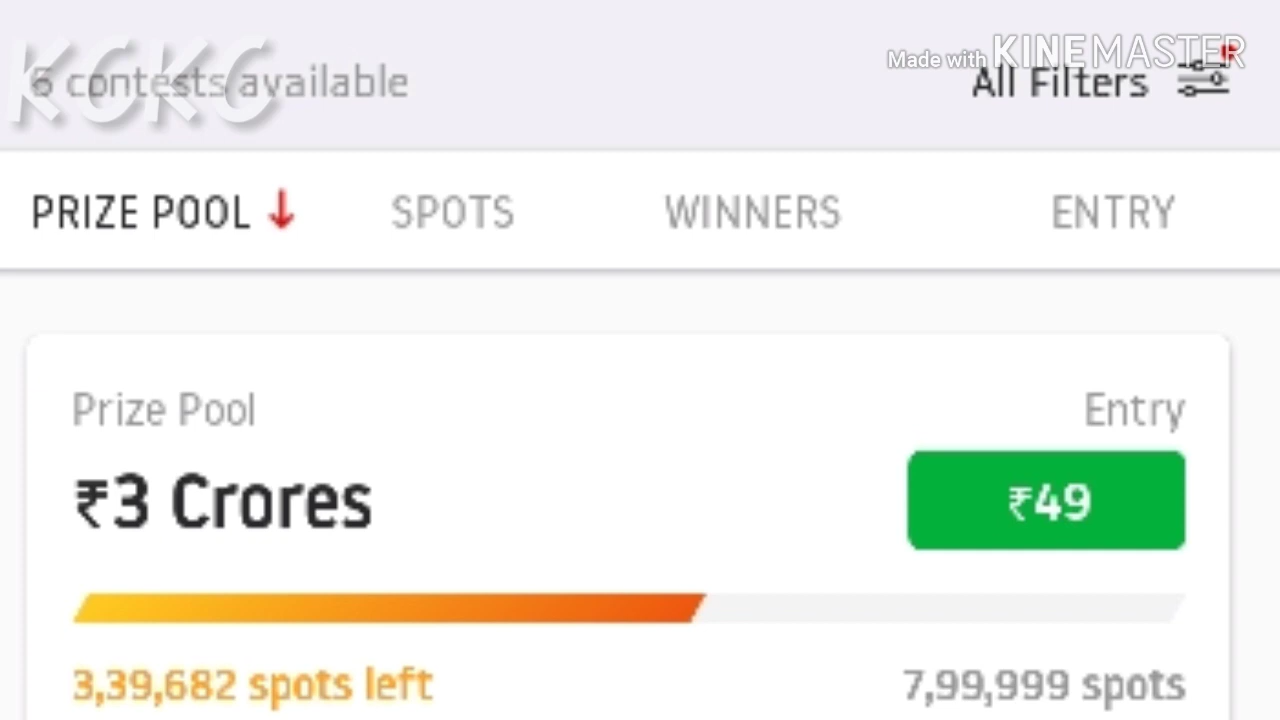 KGKG
Made with KINEMASTER
6 contests available
All Filters
PRIZE POOL ↓ SPOTS WINNERS ENTRY
Prize Pool Entry
₹3 Crores ₹49
3,39,682 spots left 7,99,999 spots